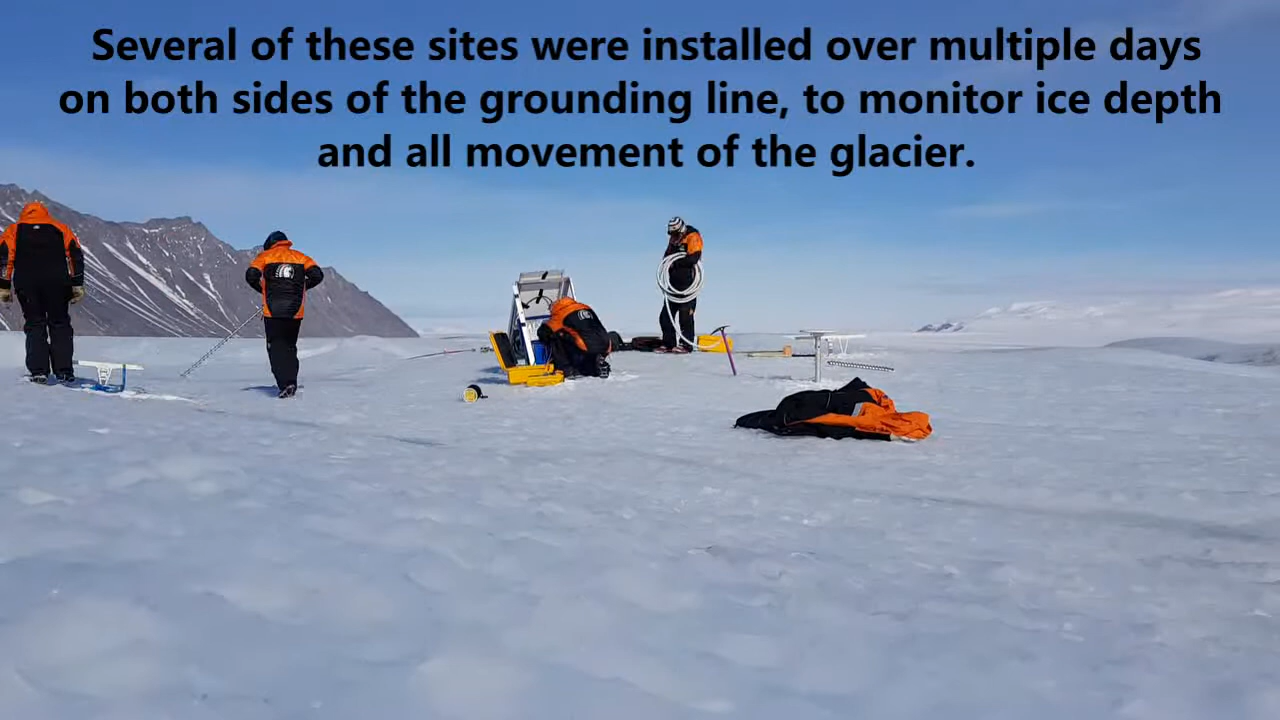 Several of these sites were installed over multiple days
on both sides of the grounding line, to monitor ice depth
and all movement of the glacier.